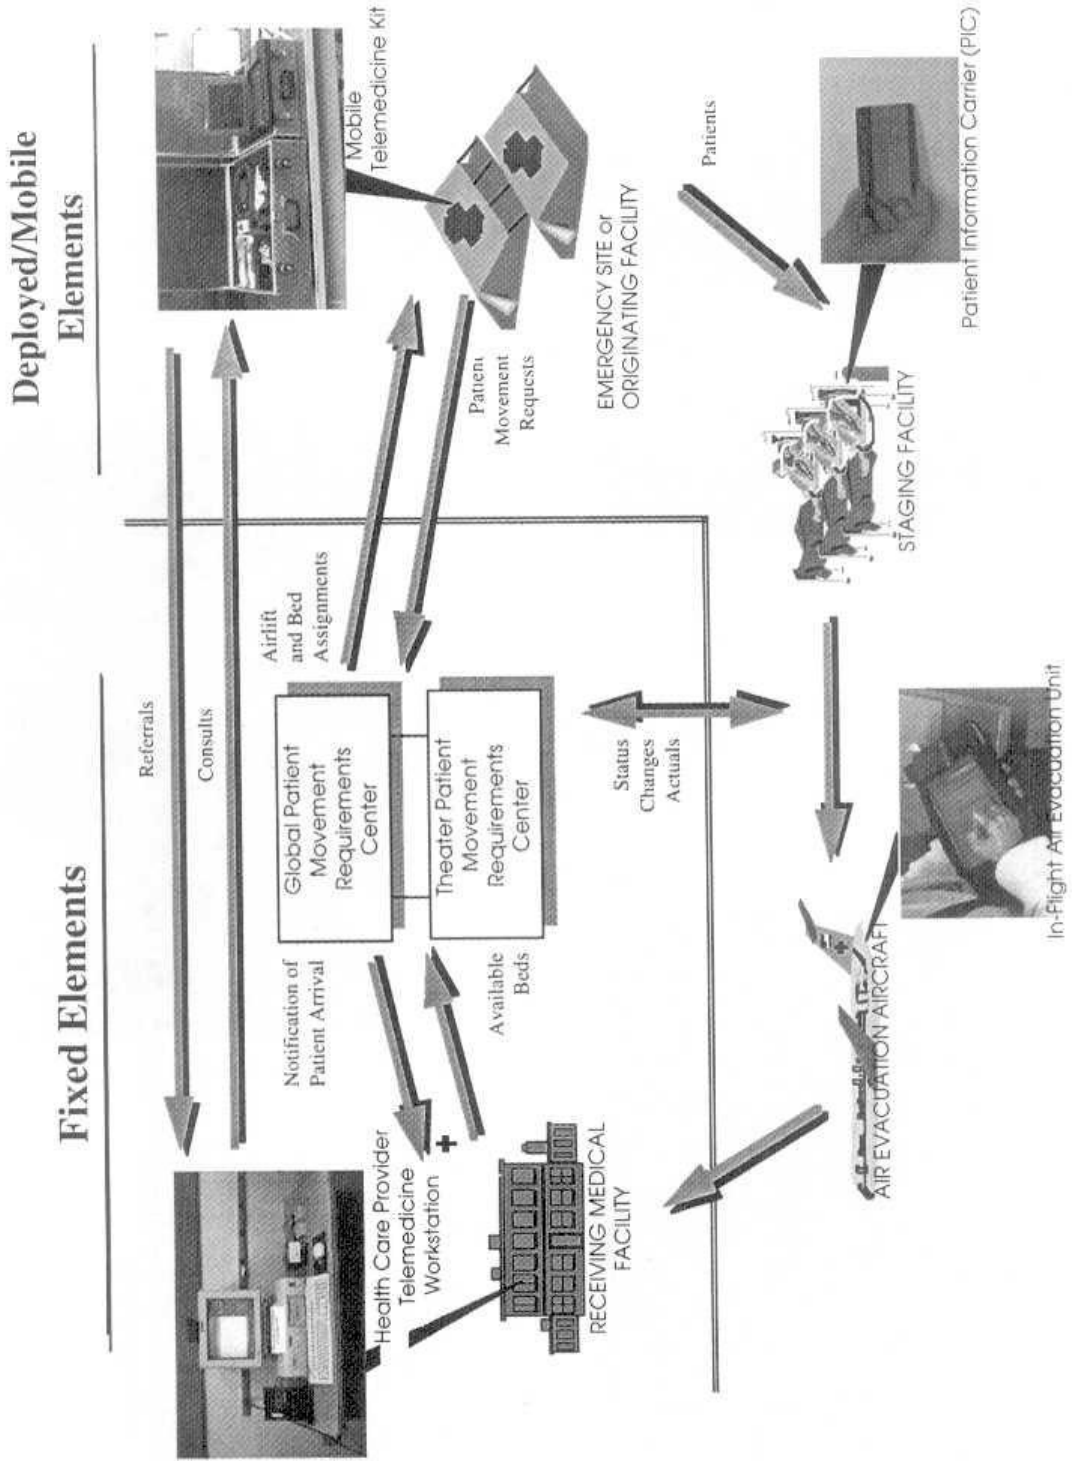 Fixed Elements
Deployed/Mobile
Elements
Referrals
Consults
Health Care Provider
Telemedicine
Workstation
Notification of
Patient Arrival
Global Patient
Movement
Requirements
Center
Airlift
and Bed
Assignments
Mobile
Telemedicine Kit
Available
Beds
Theater Patient
Movement
Requirements
Center
Patient
Movement
Requests
RECEIVING MEDICAL
FACILITY
Status
Changes
Actuals
EMERGENCY SITE or
ORIGINATING FACILITY
Patients
AIR EVACUATION AIRCRAFT
STAGING FACILITY
In-Flight Air Evacuation Unit
Patient Information Carrier (PIC)